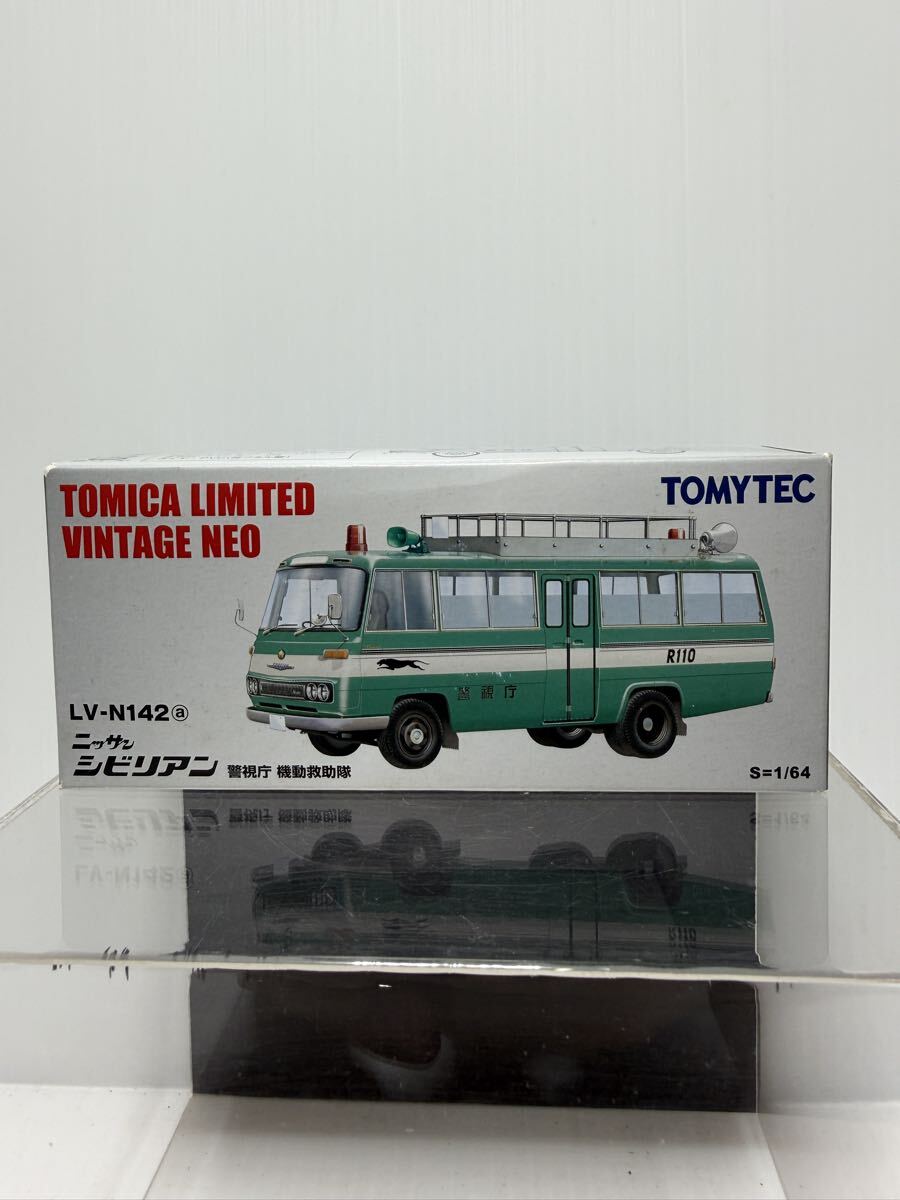 TOMICA LIMITED
VINTAGE NEO
TOMYTEC
R110
警視庁
LV-N142ⓐ
ニッサン
シビリアン 警視庁 機動救助隊
S=1/64